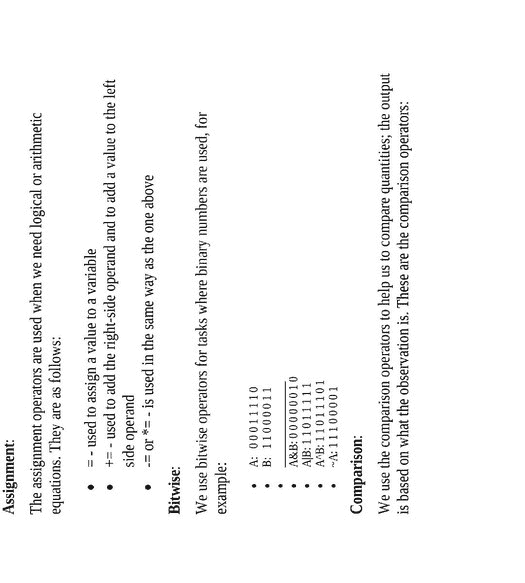 Assignment:
The assignment operators are used when we need logical or arithmetic
equations. They are as follows:
• = - used to assign a value to a variable
• += - used to add the right-side operand and to add a value to the left
side operand
• -= or *= - is used in the same way as the one above
Bitwise:
We use bitwise operators for tasks where binary numbers are used, for
example:
• A: 00011110
• B: 11000011
•
• A&B: 00000010
• A|B: 11011111
• A^B: 11011101
• ~A: 11100001
Comparison:
We use the comparison operators to help us to compare quantities; the output
is based on what the observation is. These are the comparison operators: